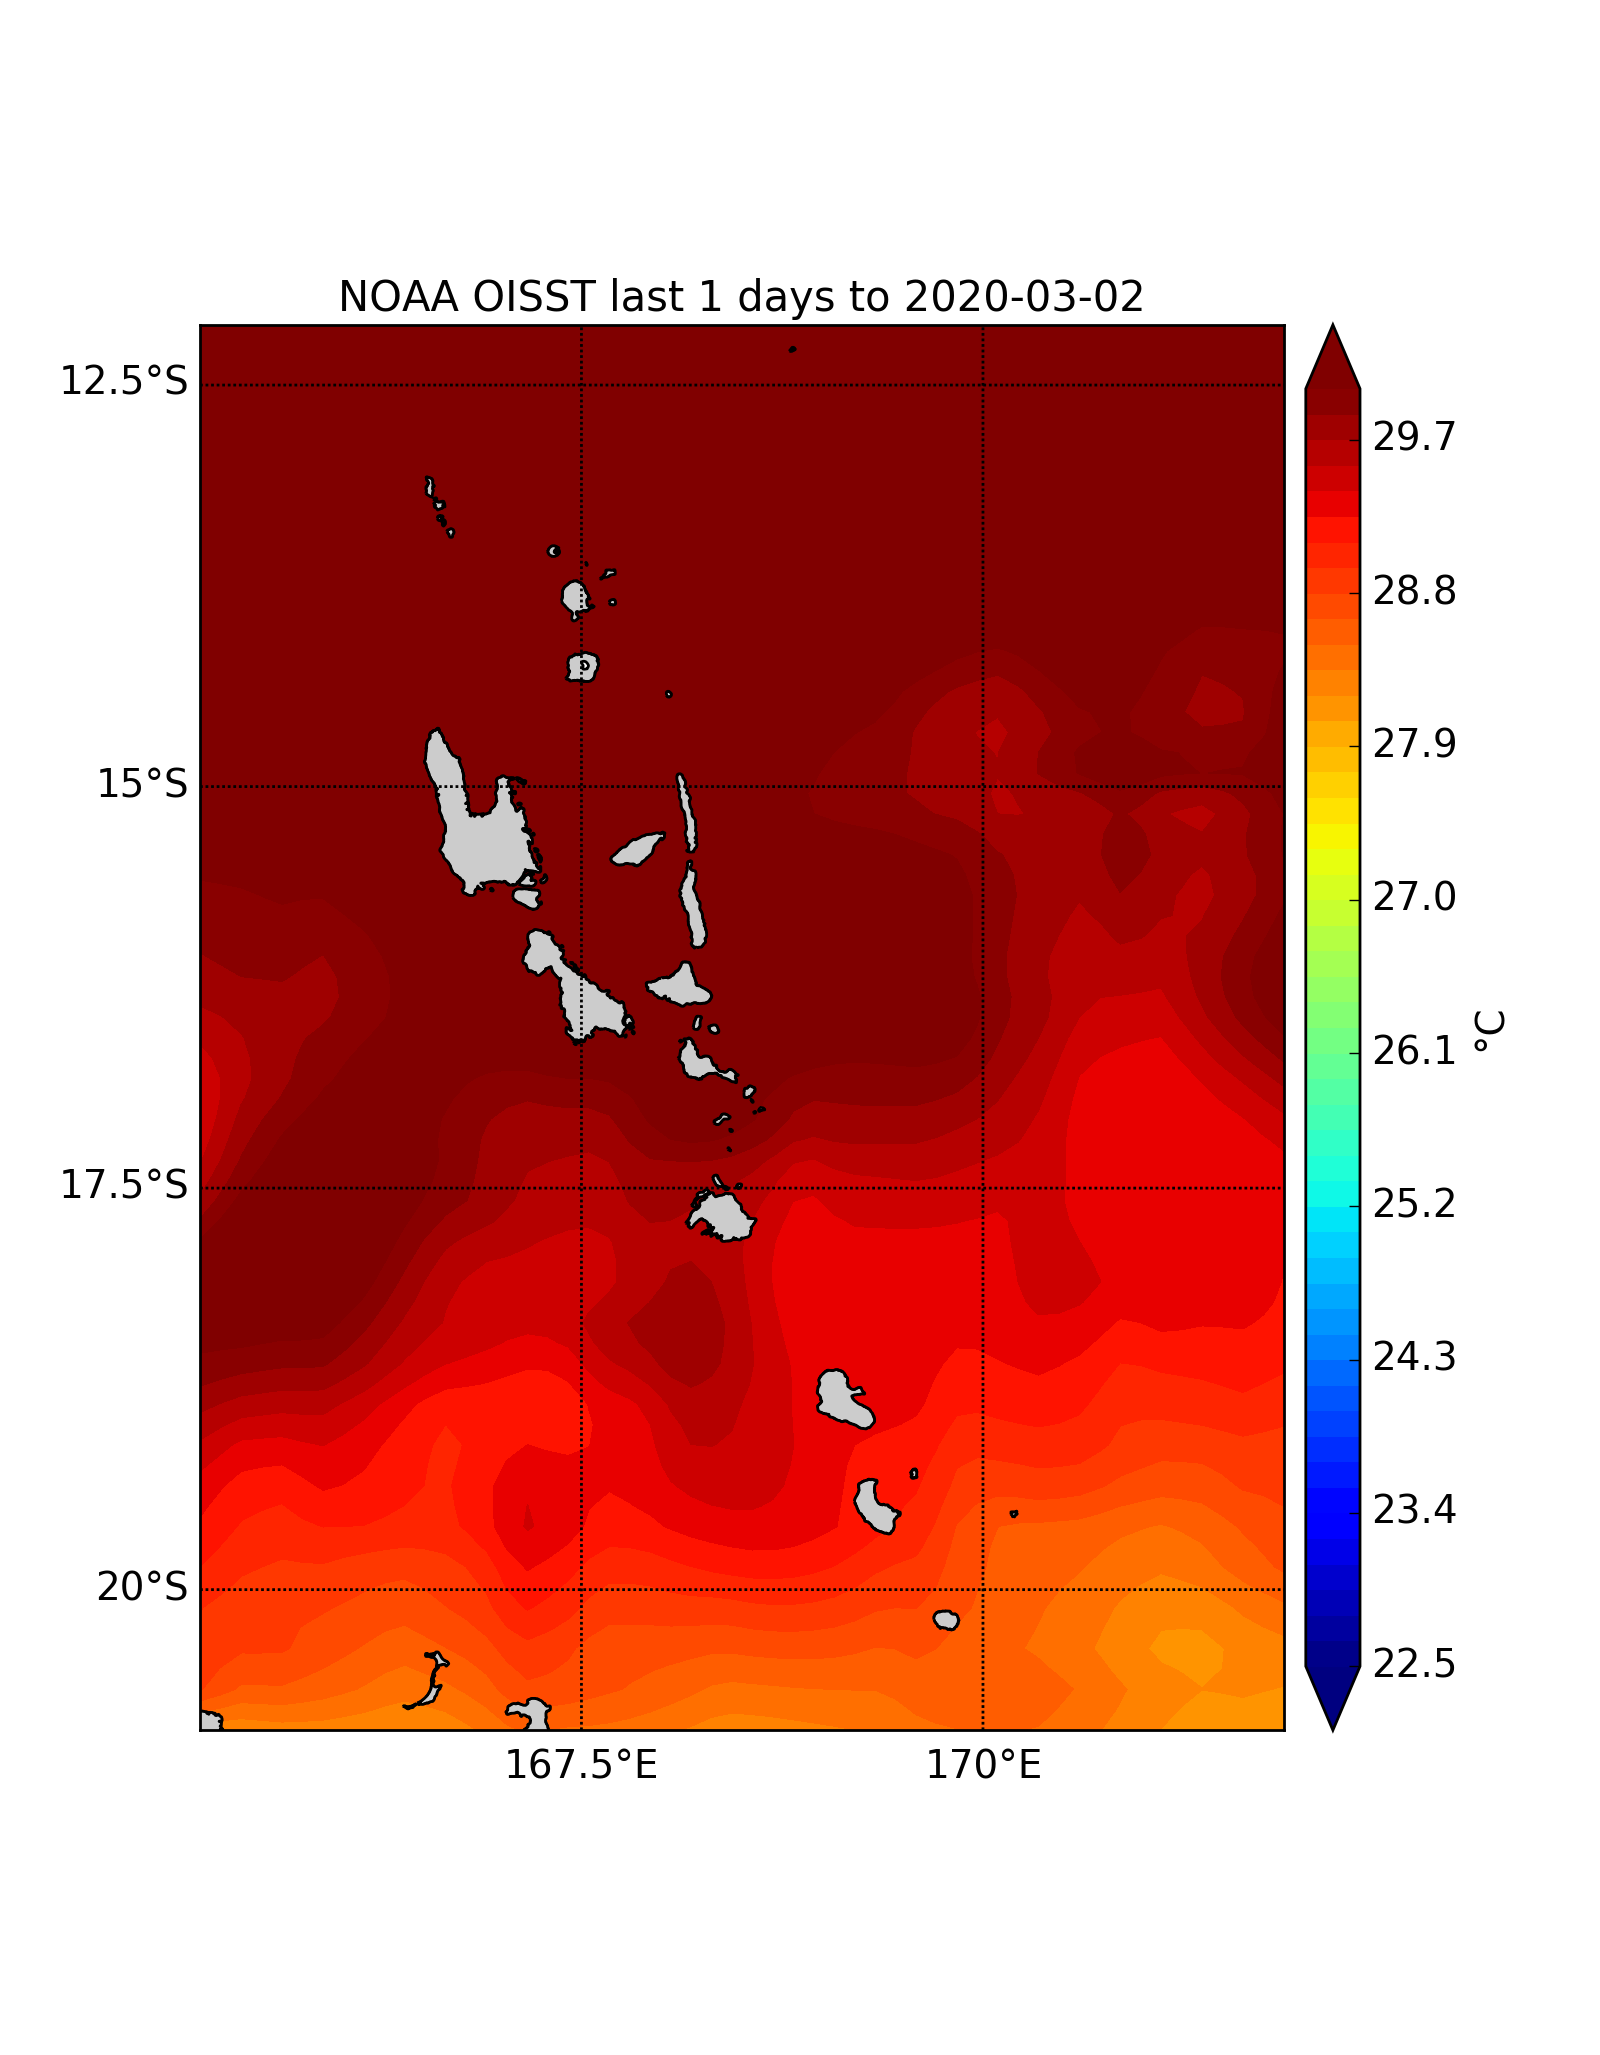 NOAA OISST last 1 days to 2020-03-02
12.5°S
15°S
17.5°S
20°S
167.5°E
170°E
29.7
28.8
27.9
27.0
26.1
25.2
24.3
23.4
22.5
°C